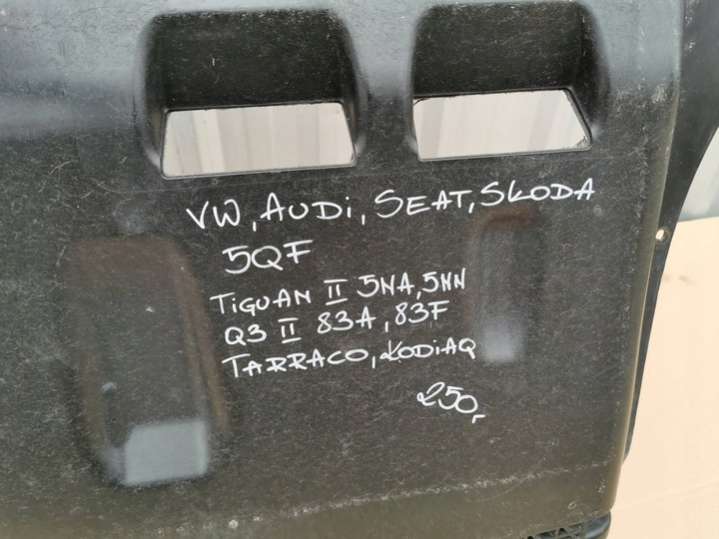 VW, AUDi, SEAT, SKODA
5QF
TiGUAN II 5NA, 5NN
Q3 II 83A, 83F
TARRACO, KODiAQ
250,-